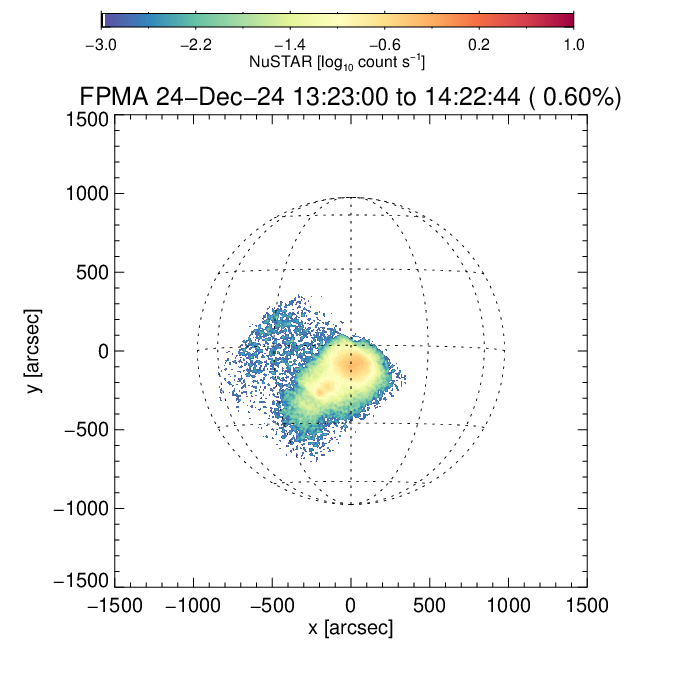 −3.0 −2.2 −1.4 −0.6 0.2 1.0
NuSTAR [log10 count s−1]
FPMA 24−Dec−24 13:23:00 to 14:22:44 ( 0.60%)
1500
1000
500
0
−500
−1000
−1500
y [arcsec]
−1500 −1000 −500 0 500 1000 1500
x [arcsec]